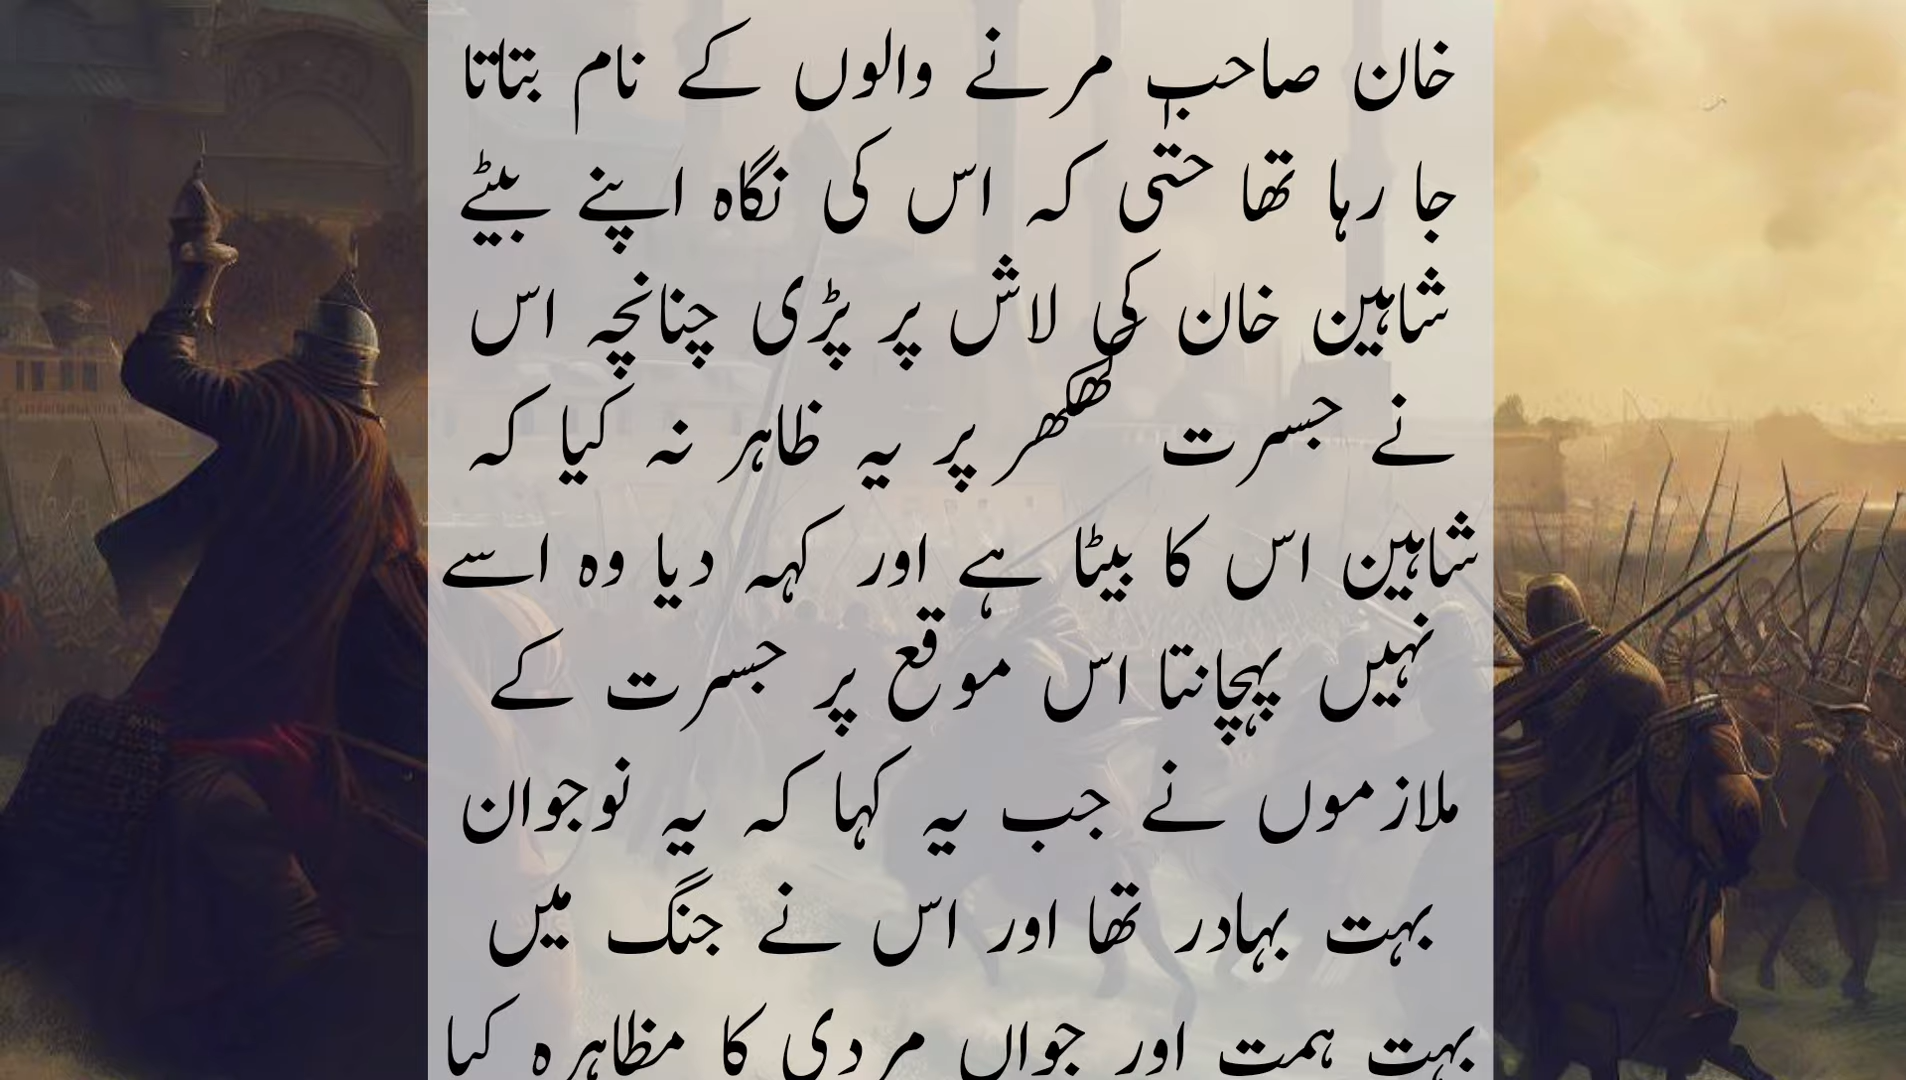 خان صاحب مرنے والوں کے نام بتاتا
جا رہا تھا حتٰی کہ اس کی نگاہ اپنے بیٹے
شاہین خان کی لاش پر پڑی چنانچہ اس
نے جسرت کھکھر پر یہ ظاہر نہ کیا کہ
شاہین اس کا بیٹا ہے اور کہہ دیا وہ اسے
نہیں پہچانتا اس موقع پر جسرت کے
ملازموں نے جب یہ کہا کہ یہ نوجوان
بہت بہادر تھا اور اس نے جنگ میں
بہت ہمت اور جواں مردی کا مظاہرہ کیا